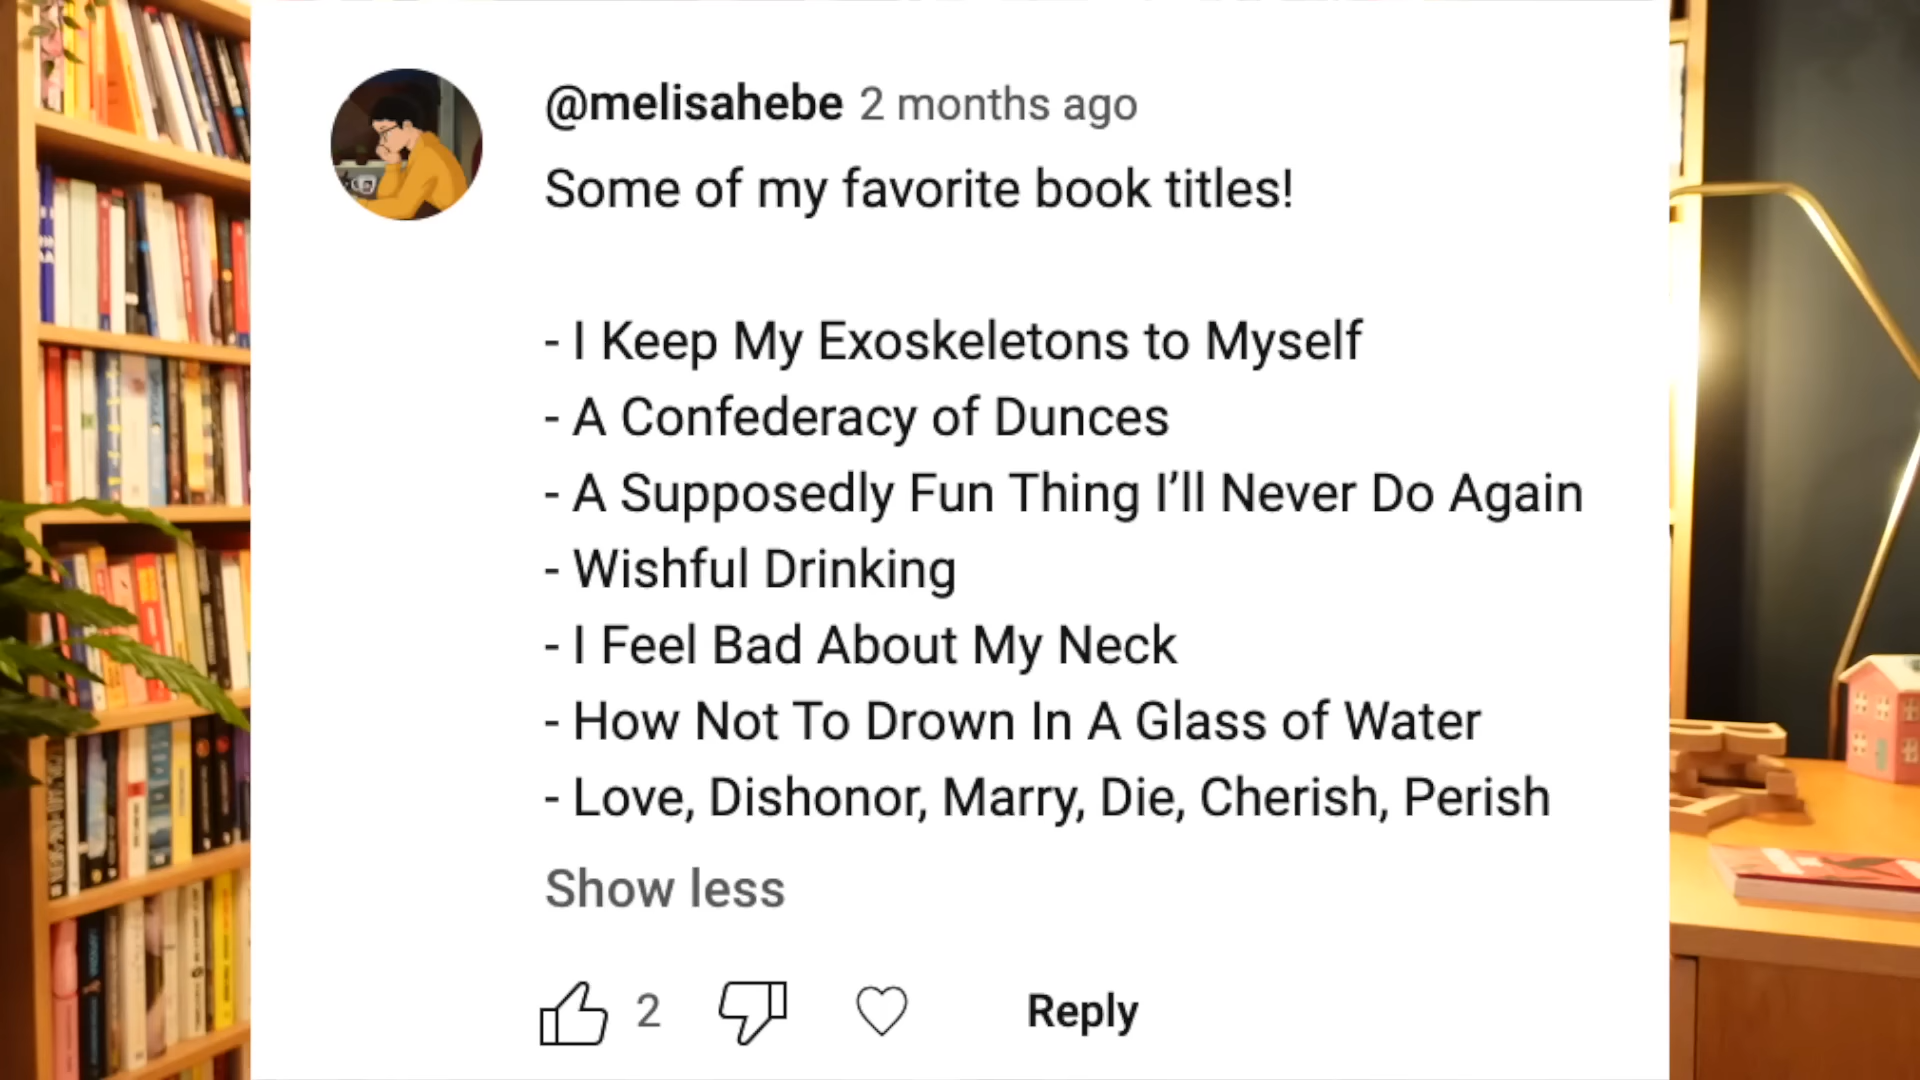 @melisahebe 2 months ago
Some of my favorite book titles!
- I Keep My Exoskeletons to Myself
- A Confederacy of Dunces
- A Supposedly Fun Thing I’ll Never Do Again
- Wishful Drinking
- I Feel Bad About My Neck
- How Not To Drown In A Glass of Water
- Love, Dishonor, Marry, Die, Cherish, Perish
Show less
2
Reply